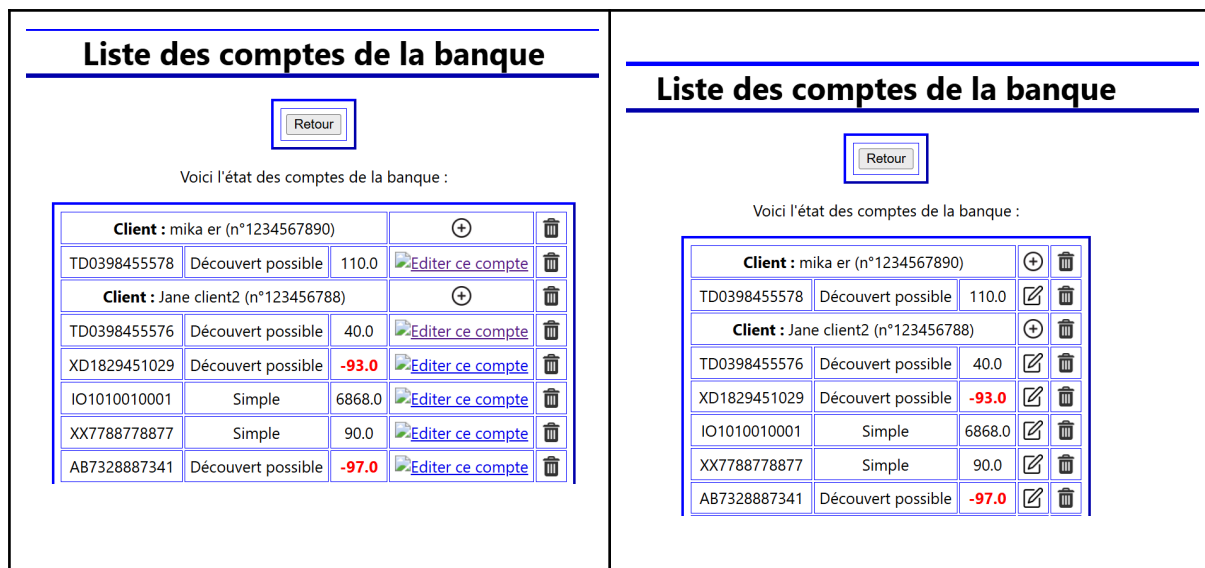 Liste des comptes de la banque
Retour
Voici l'état des comptes de la banque :
Client : mika er (n°1234567890)
TD0398455578 Découvert possible 110.0 Editer ce compte
Client : Jane client2 (n°123456788)
TD0398455576 Découvert possible 40.0 Editer ce compte
XD1829451029 Découvert possible -93.0 Editer ce compte
IO1010010001 Simple 6868.0 Editer ce compte
XX7788778877 Simple 90.0 Editer ce compte
AB7328887341 Découvert possible -97.0 Editer ce compte
Liste des comptes de la banque
Retour
Voici l'état des comptes de la banque :
Client : mika er (n°1234567890)
TD0398455578 Découvert possible 110.0
Client : Jane client2 (n°123456788)
TD0398455576 Découvert possible 40.0
XD1829451029 Découvert possible -93.0
IO1010010001 Simple 6868.0
XX7788778877 Simple 90.0
AB7328887341 Découvert possible -97.0